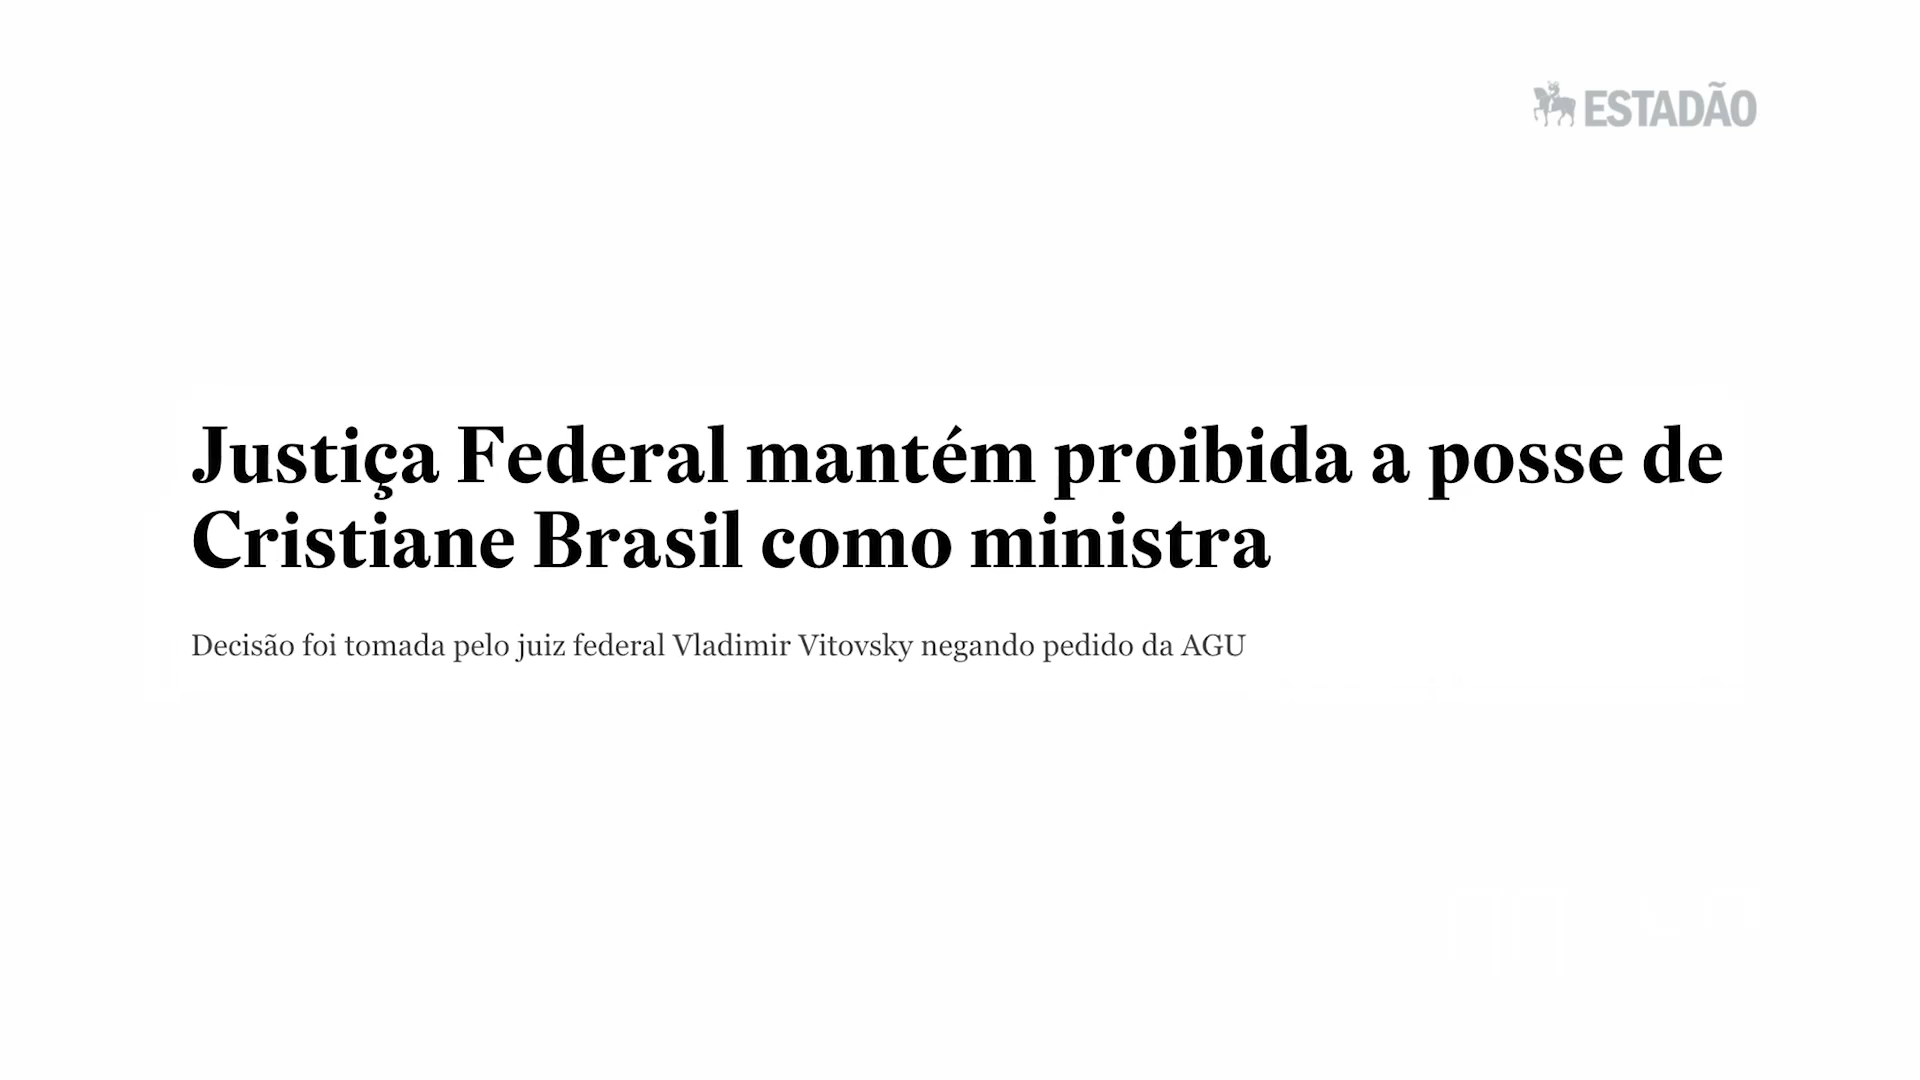 ESTADÃO
Justiça Federal mantém proibida a posse de
Cristiane Brasil como ministra
Decisão foi tomada pelo juiz federal Vladimir Vitovsky negando pedido da AGU